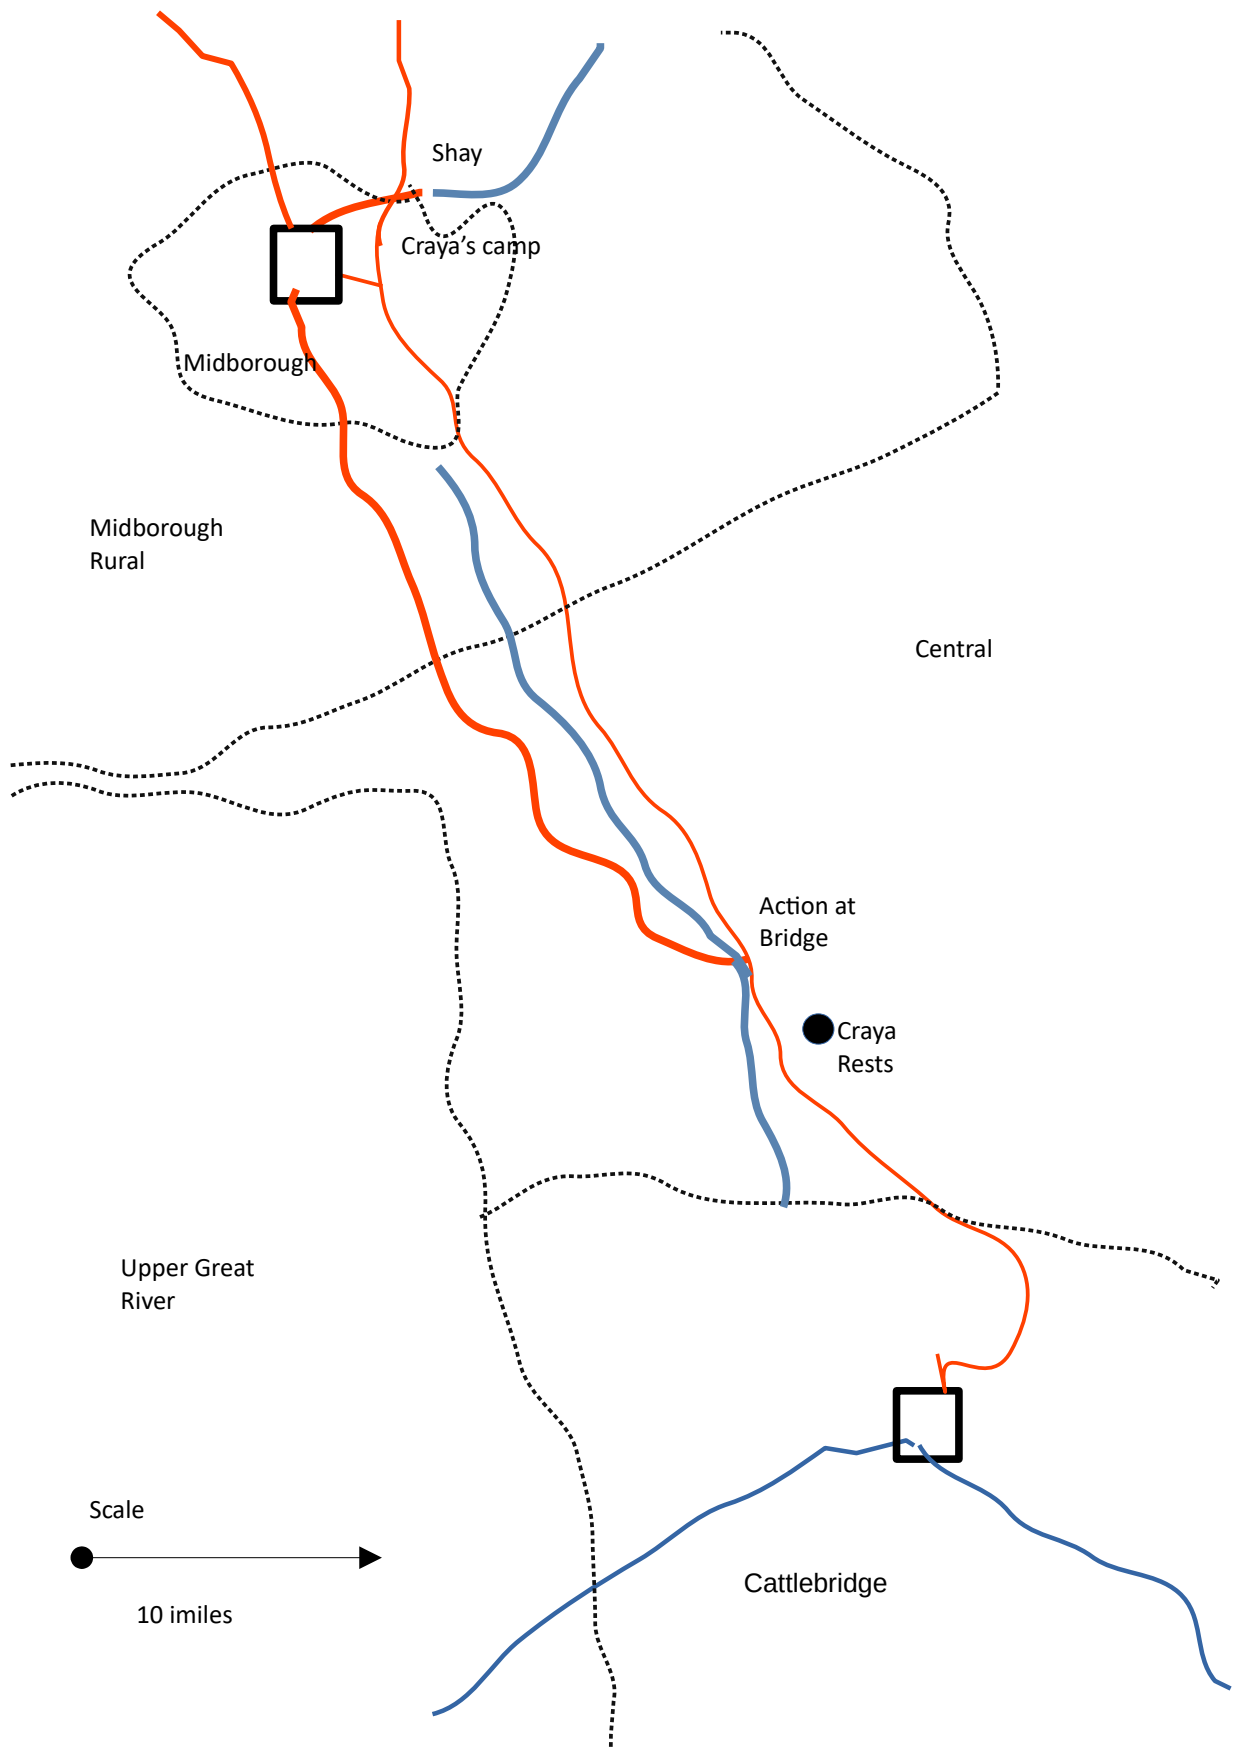 Shay
Craya’s camp
Midborough
Midborough
Rural
Central
Action at
Bridge
Craya
Rests
Upper Great
River
Scale
10 imiles
Cattlebridge